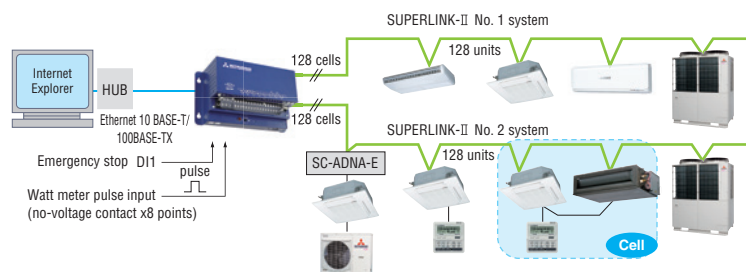 SUPERLINK-Ⅱ No. 1 system
128 cells
128 units
Internet
Explorer
HUB
Ethernet 10 BASE-T/
100BASE-TX
128 cells
SUPERLINK-Ⅱ No. 2 system
128 units
Emergency stop DI1
pulse
SC-ADNA-E
Watt meter pulse input
(no-voltage contact x8 points)
Cell